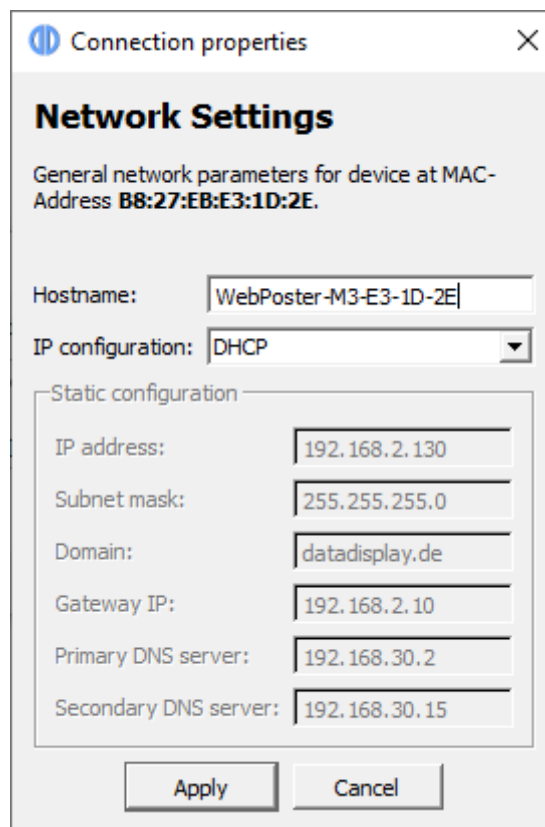 Connection properties
Network Settings
General network parameters for device at MAC-
Address B8:27:EB:E3:1D:2E.
Hostname: WebPoster-M3-E3-1D-2E
IP configuration: DHCP
Static configuration
IP address: 192.168.2.130
Subnet mask: 255.255.255.0
Domain: datadisplay.de
Gateway IP: 192.168.2.10
Primary DNS server: 192.168.30.2
Secondary DNS server: 192.168.30.15
Apply Cancel